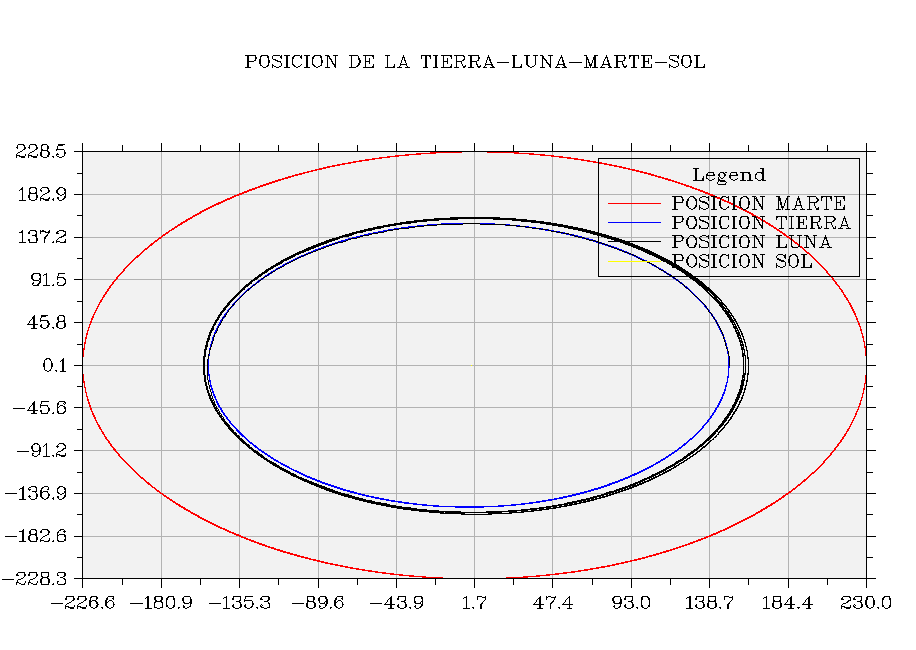 POSICION DE LA TIERRA-LUNA-MARTE-SOL
228.5
182.9
137.2
91.5
45.8
0.1
-45.6
-91.2
-136.9
-182.6
-228.3
Legend
POSICION MARTE
POSICION TIERRA
POSICION LUNA
POSICION SOL
-226.6 -180.9 -135.3 -89.6 -43.9 1.7 47.4 93.0 138.7 184.4 230.0